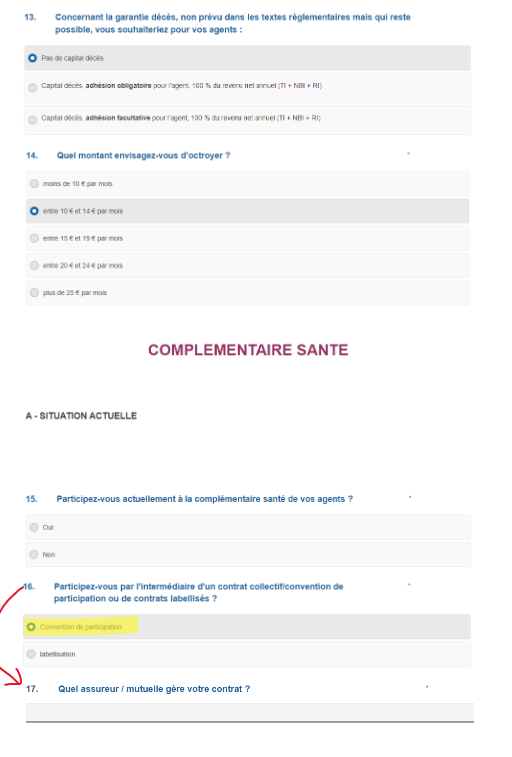 13. Concernant la garantie décès, non prévu dans les textes règlementaires mais qui reste
possible, vous souhaiteriez pour vos agents :
Pas de capital décès
Capital décès, adhésion obligatoire pour l'agent, 100 % du revenu net annuel (TI + NBI + RI)
Capital décès, adhésion facultative pour l'agent, 100 % du revenu net annuel (TI + NBI + RI)
14. Quel montant envisagez-vous d'octroyer ? *
moins de 10 € par mois
entre 10 € et 14 € par mois
entre 15 € et 19 € par mois
entre 20 € et 24 € par mois
plus de 25 € par mois
COMPLEMENTAIRE SANTE
A - SITUATION ACTUELLE
15. Participez-vous actuellement à la complémentaire santé de vos agents ? *
Oui
Non
16. Participez-vous par l'intermédiaire d'un contrat collectif/convention de *
participation ou de contrats labellisés ?
Convention de participation
labellisation
17. Quel assureur / mutuelle gère votre contrat ? *